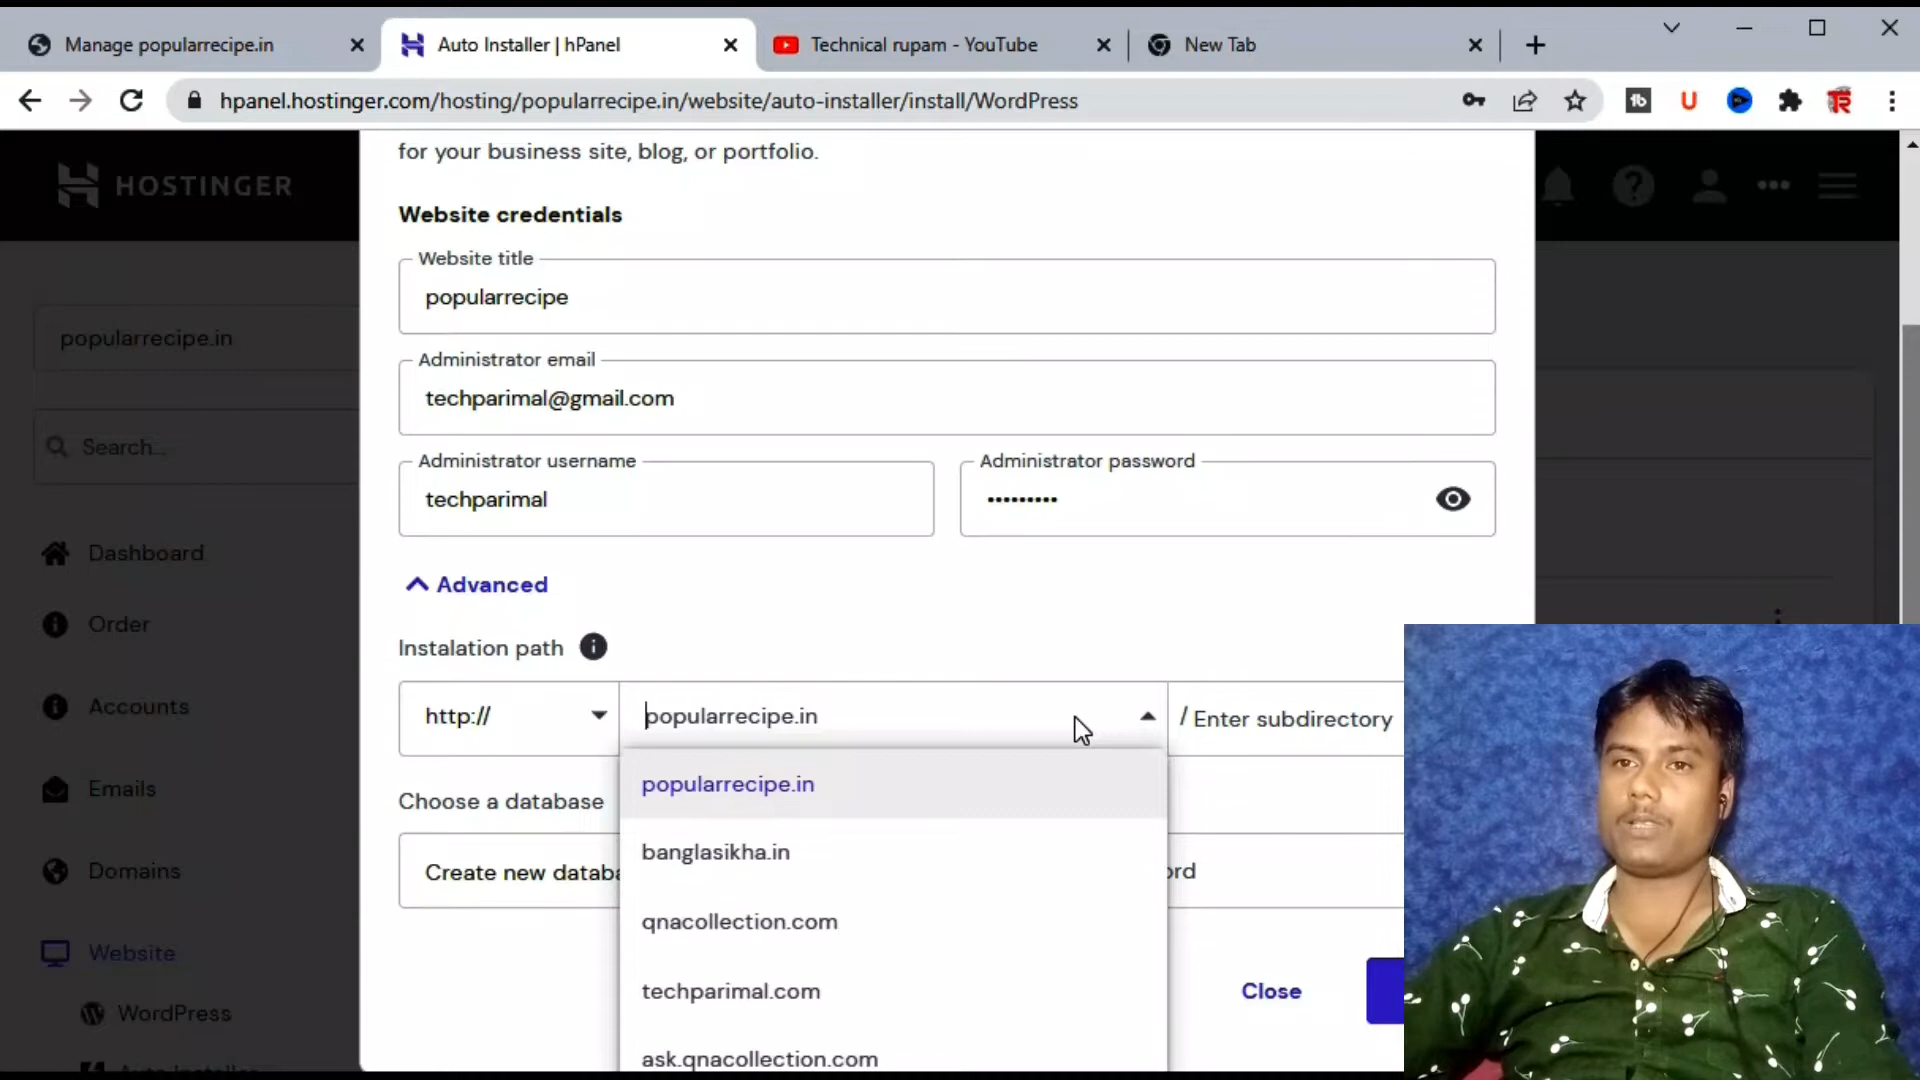 Manage popularrecipe.in
Auto Installer | hPanel
Technical rupam - YouTube
New Tab
hpanel.hostinger.com/hosting/popularrecipe.in/website/auto-installer/install/WordPress
for your business site, blog, or portfolio.
HOSTINGER
Website credentials
Website title
popularrecipe
popularrecipe.in
Administrator email
techparimal@gmail.com
Search...
Administrator username
techparimal
Administrator password
Dashboard
Advanced
Order
Instalation path
Accounts
http://
popularrecipe.in
/ Enter subdirectory
Emails
popularrecipe.in
Choose a database
banglasikha.in
Domains
Create new databa
ord
qnacollection.com
Website
techparimal.com
Close
WordPress
ask.qnacollection.com
Auto Installer